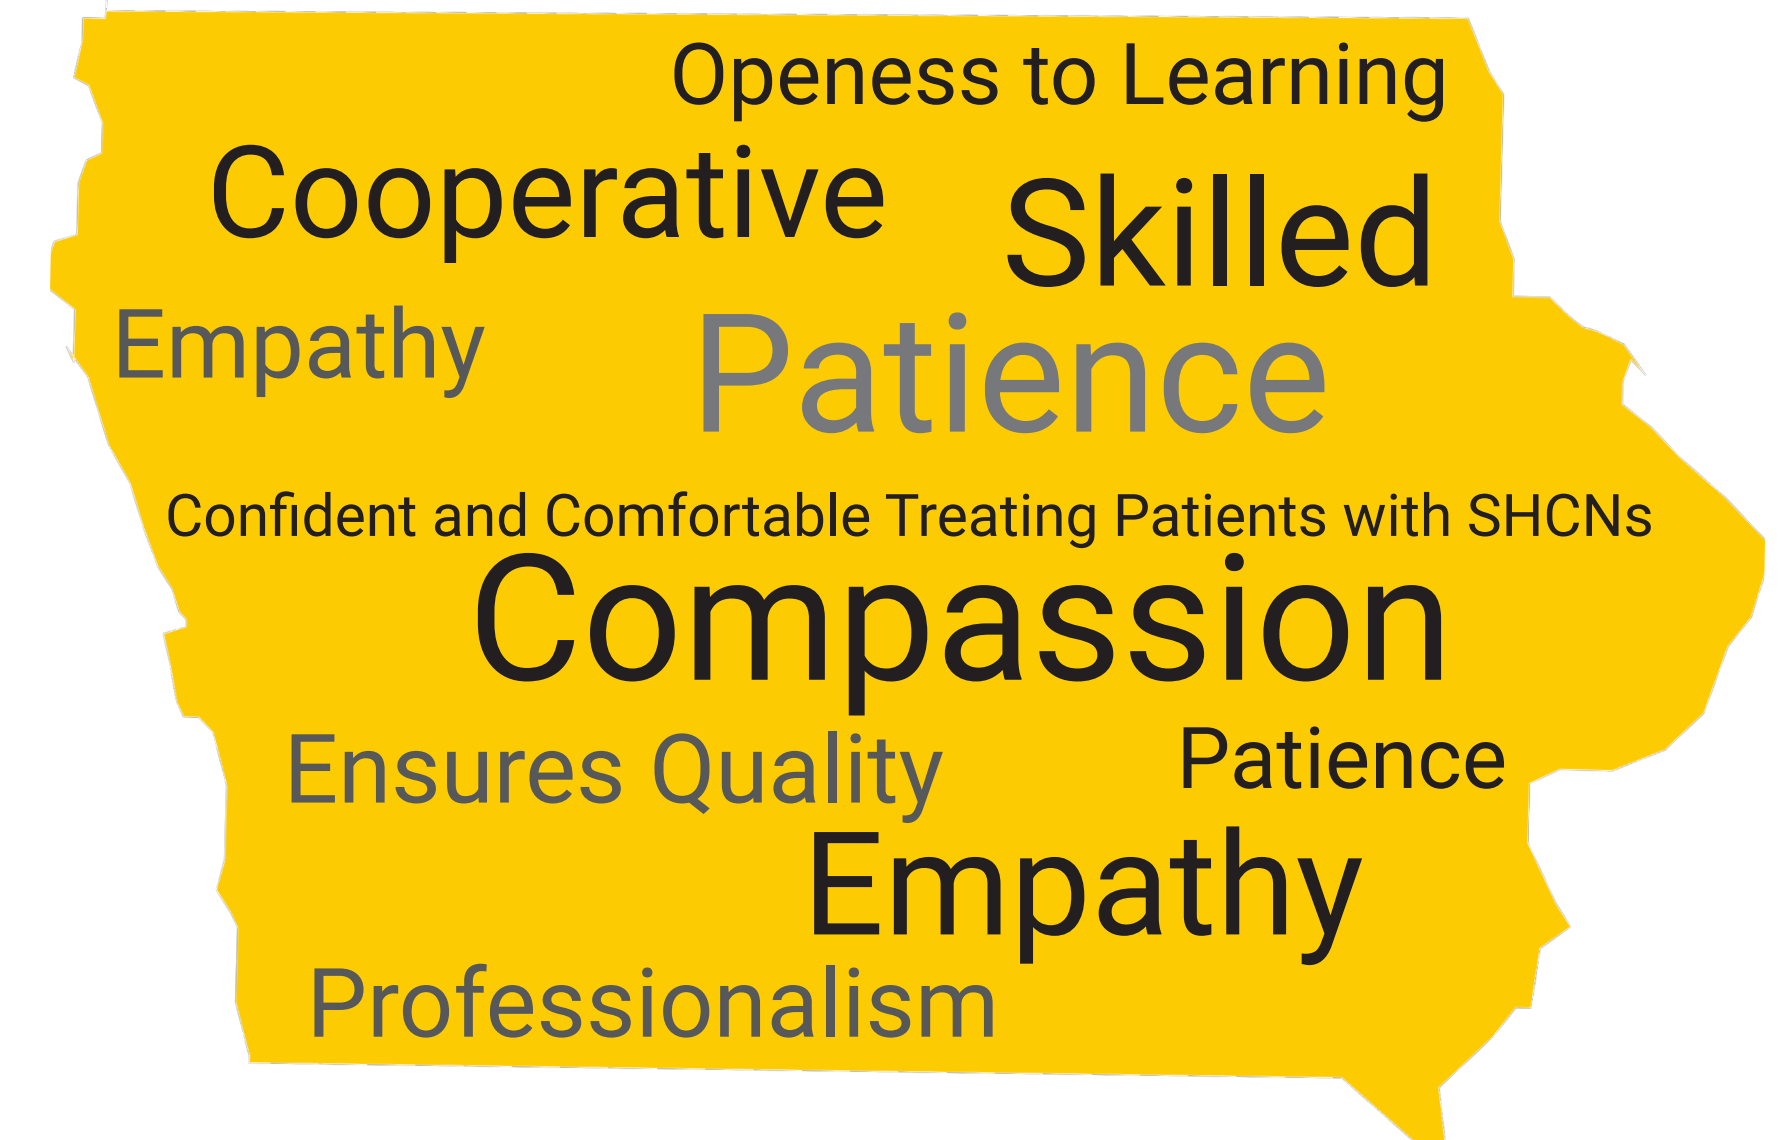 Openess to Learning
Cooperative
Skilled
Empathy
Patience
Confident and Comfortable Treating Patients with SHCNs
Compassion
Ensures Quality
Patience
Empathy
Professionalism